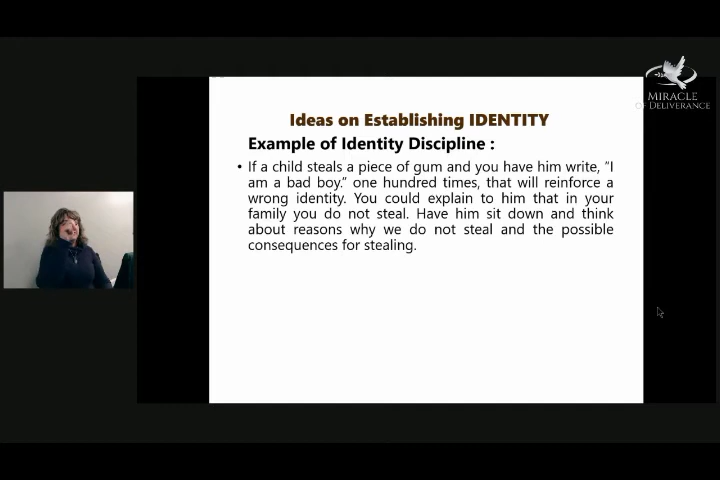 MIRACLE
OF DELIVERANCE
Ideas on Establishing IDENTITY
Example of Identity Discipline :
• If a child steals a piece of gum and you have him write, “I
am a bad boy.” one hundred times, that will reinforce a
wrong identity. You could explain to him that in your
family you do not steal. Have him sit down and think
about reasons why we do not steal and the possible
consequences for stealing.